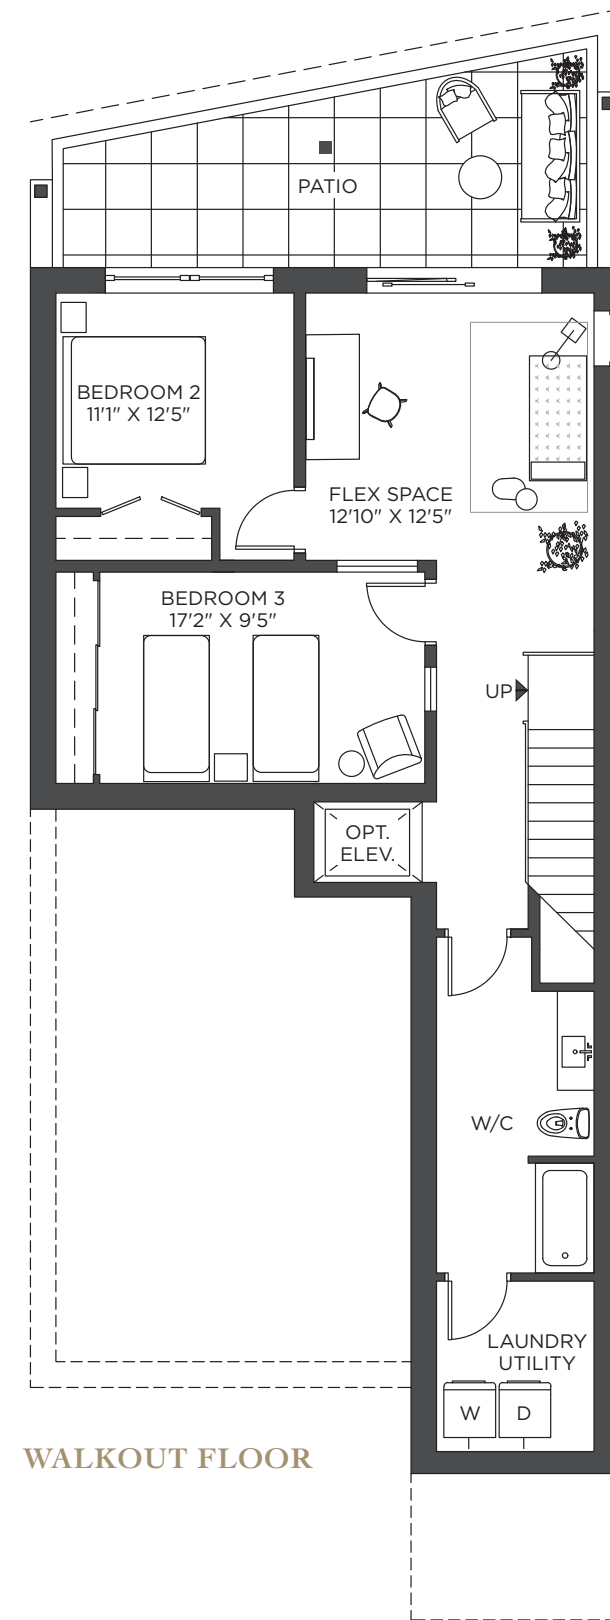 PATIO
BEDROOM 2
11'1" X 12'5"
FLEX SPACE
12'10" X 12'5"
BEDROOM 3
17'2" X 9'5"
UP
OPT.
ELEV.
W/C
LAUNDRY
UTILITY
W D
WALKOUT FLOOR